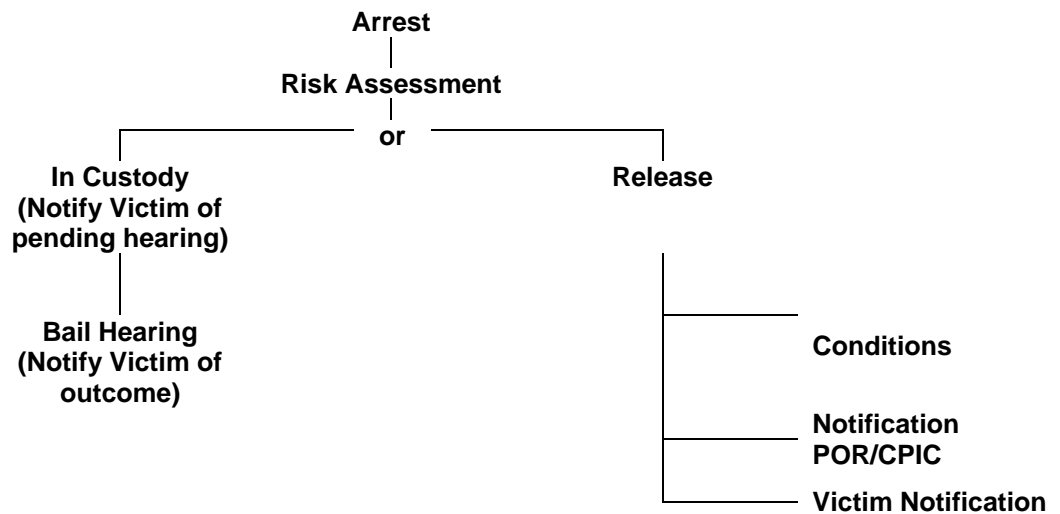 Arrest
Risk Assessment
or
In Custody
(Notify Victim of
pending hearing)
Bail Hearing
(Notify Victim of
outcome)
Release
Conditions
Notification
POR/CPIC
Victim Notification